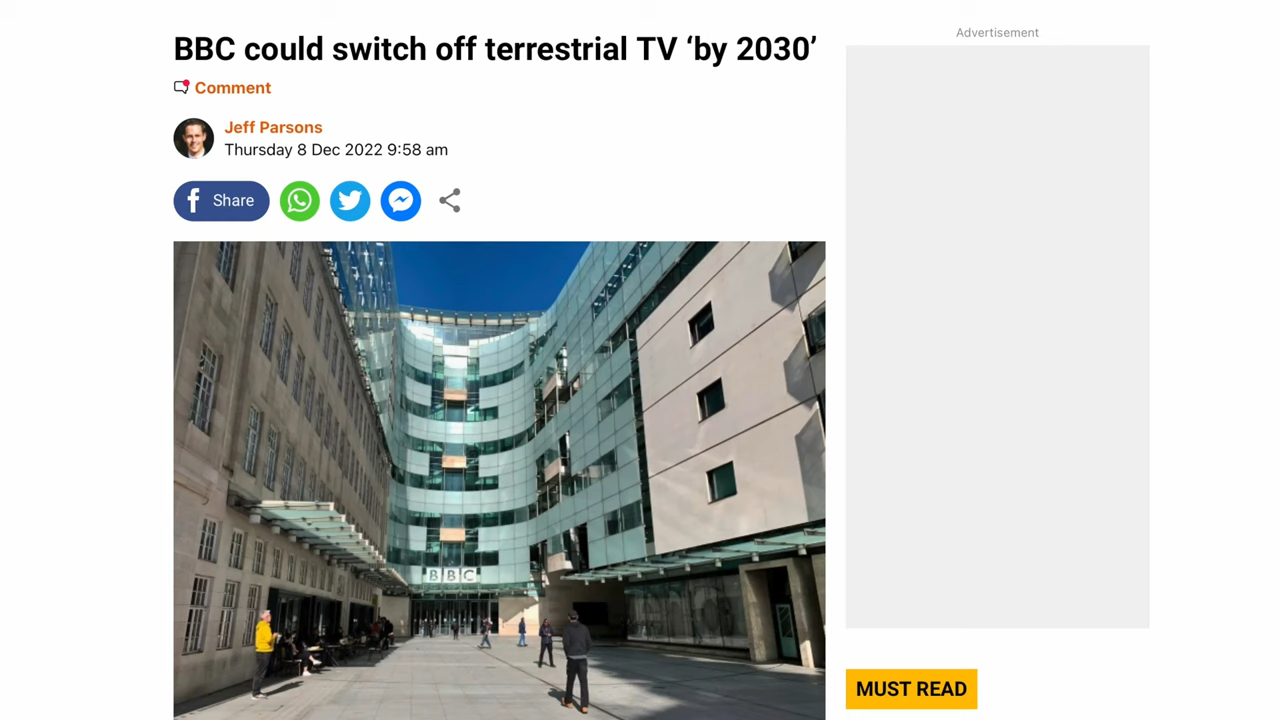 BBC could switch off terrestrial TV ‘by 2030’
Advertisement
Comment
Jeff Parsons
Thursday 8 Dec 2022 9:58 am
Share
BBC
MUST READ